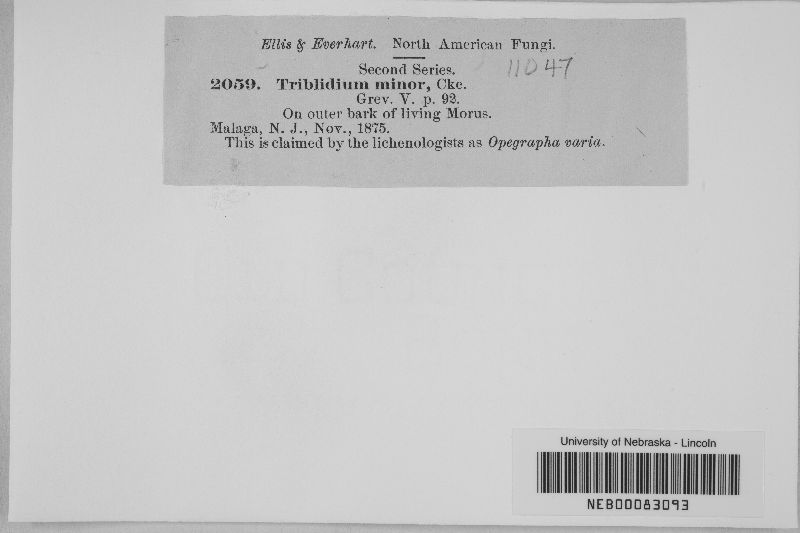 Ellis & Everhart. North American Fungi.
Second Series. 11047
2059. Triblidium minor, Cke.
Grev. V. p. 92.
On outer bark of living Morus.
Malaga, N. J., Nov., 1875.
This is claimed by the lichenologists as Opegrapha varia.
University of Nebraska - Lincoln
NEB00083093